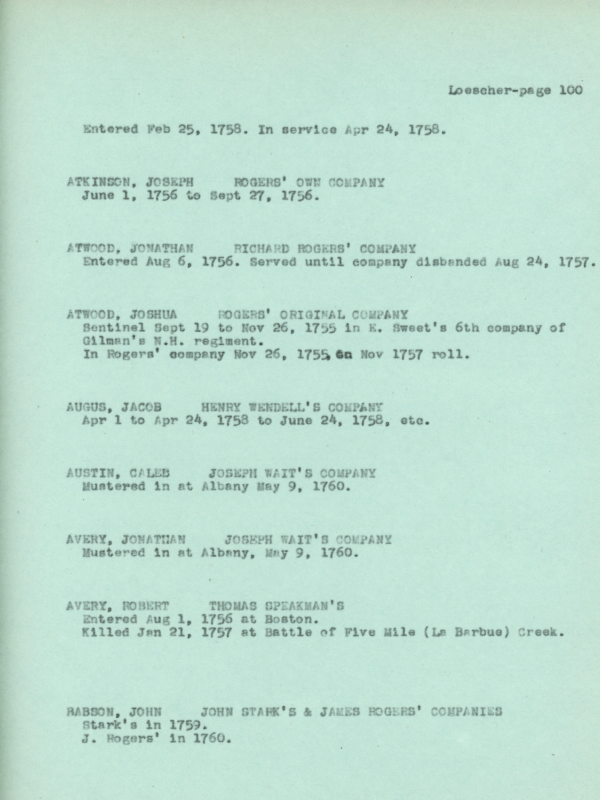 Loescher-page 100
Entered Feb 25, 1758. In service Apr 24, 1758.
ATKINSON, JOSEPH ROGERS' OWN COMPANY
June 1, 1756 to Sept 27, 1756.
ATWOOD, JONATHAN RICHARD ROGERS' COMPANY
Entered Aug 6, 1756. Served until company disbanded Aug 24, 1757.
ATWOOD, JOSHUA ROGERS' ORIGINAL COMPANY
Sentinel Sept 19 to Nov 26, 1755 in E. Sweet's 6th company of
Gilman's N.H. regiment.
In Rogers' company Nov 26, 1755, on Nov 1757 roll.
AUGUS, JACOB HENRY WENDELL'S COMPANY
Apr 1 to Apr 24, 1758 to June 24, 1758, etc.
AUSTIN, CALEB JOSEPH WAIT'S COMPANY
Mustered in at Albany May 9, 1760.
AVERY, JONATHAN JOSEPH WAIT'S COMPANY
Mustered in at Albany, May 9, 1760.
AVERY, ROBERT THOMAS SPEAKMAN'S
Entered Aug 1, 1756 at Boston.
Killed Jan 21, 1757 at Battle of Five Mile (La Barbue) Creek.
BABSON, JOHN JOHN STARK'S & JAMES ROGERS' COMPANIES
Stark's in 1759.
J. Rogers' in 1760.